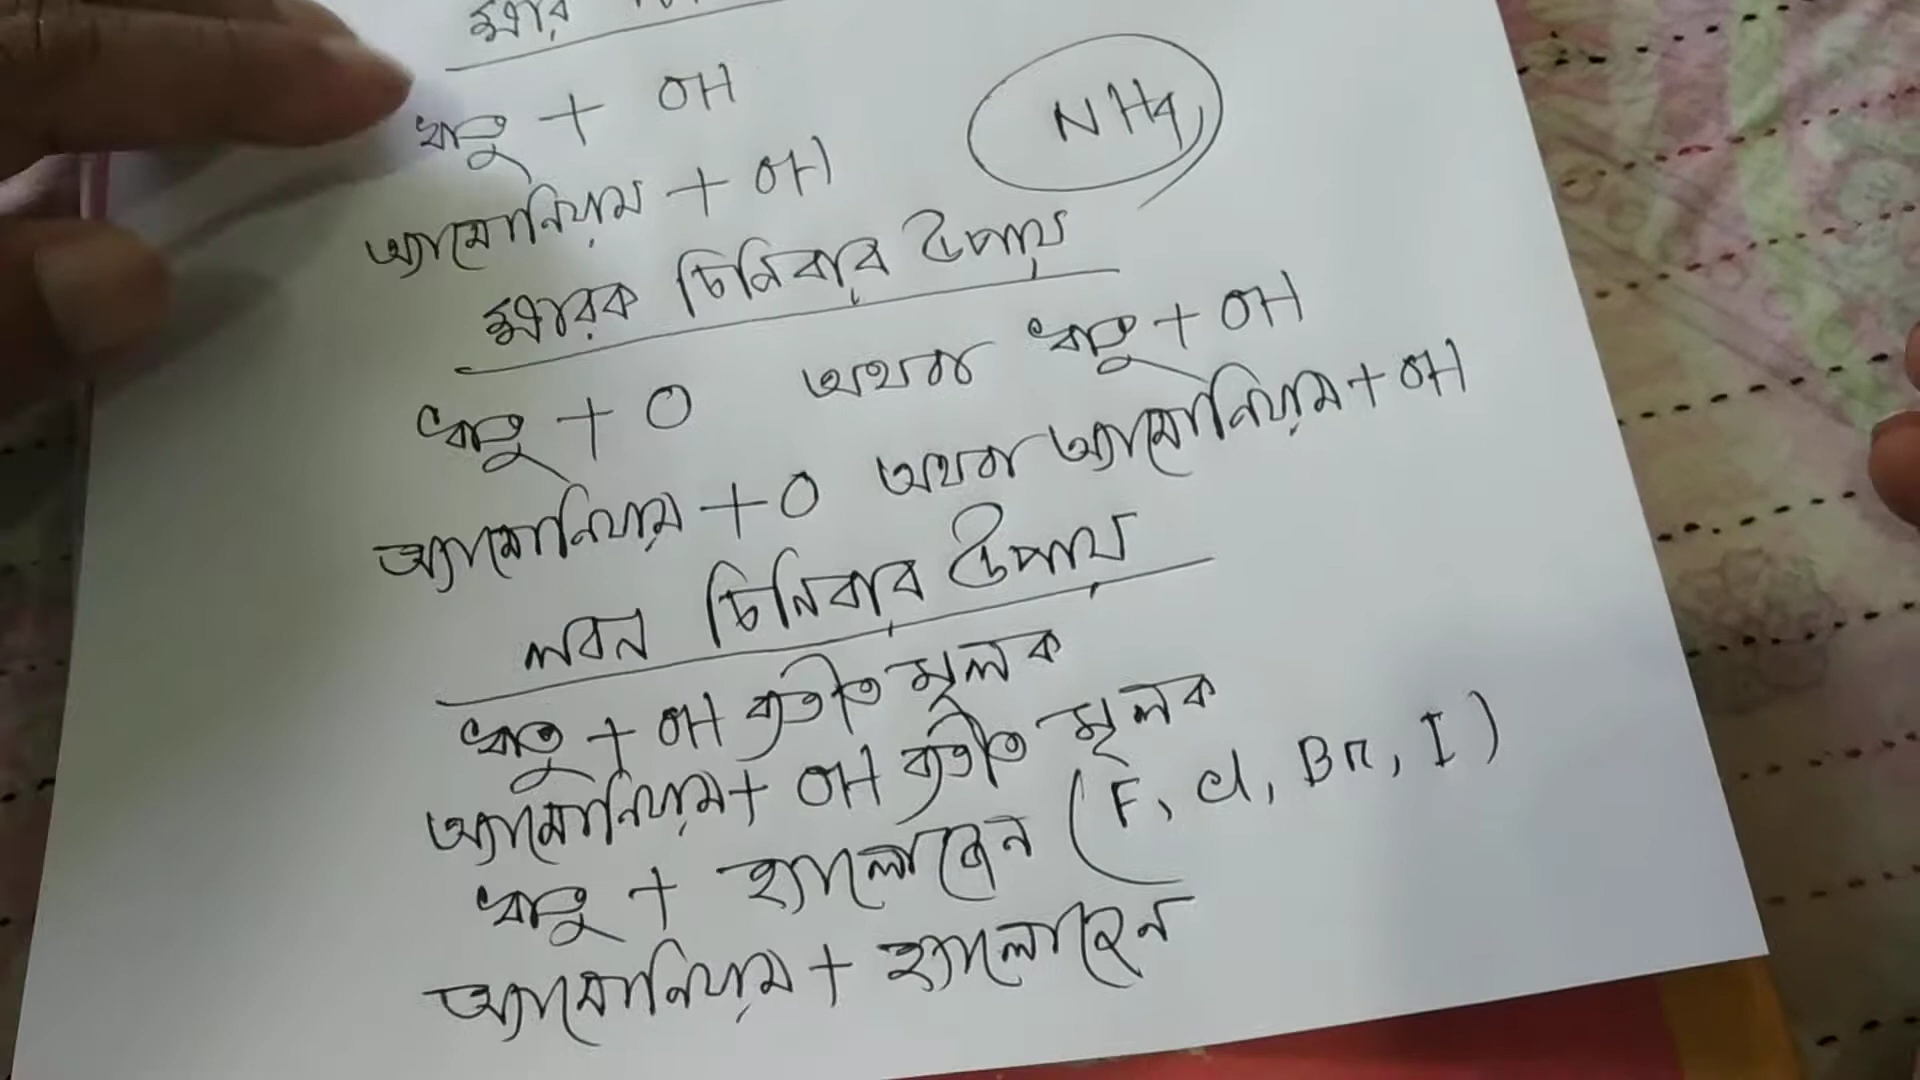 ক্ষার
ধাতু + OH
NH4
অ্যামোনিয়াম + OH
ক্ষারক চিনিবার উপায়
ধাতু + O অথবা ধাতু + OH
অ্যামোনিয়াম + O অথবা অ্যামোনিয়াম + OH
লবন চিনিবার উপায়
ধাতু + OH ব্যতীত মূলক
অ্যামোনিয়াম + OH ব্যতীত মূলক
ধাতু + হ্যালোজেন (F, Cl, Br, I)
অ্যামোনিয়াম + হ্যালোজেন